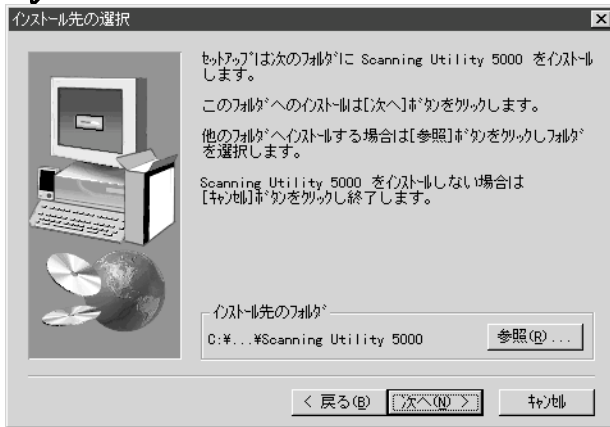 インストール先の選択
セットアップは次のフォルダに Scanning Utility 5000 をインストール
します。
このフォルダへのインストールは[次へ]ボタンをクリックします。
他のフォルダへインストールする場合は[参照]ボタンをクリックしフォルダ
を選択します。
Scanning Utility 5000 をインストールしない場合は
[キャンセル]ボタンをクリックし終了します。
インストール先のフォルダ
C:¥...¥Scanning Utility 5000
参照(R)...
< 戻る(B)
次へ(N) >
キャンセル